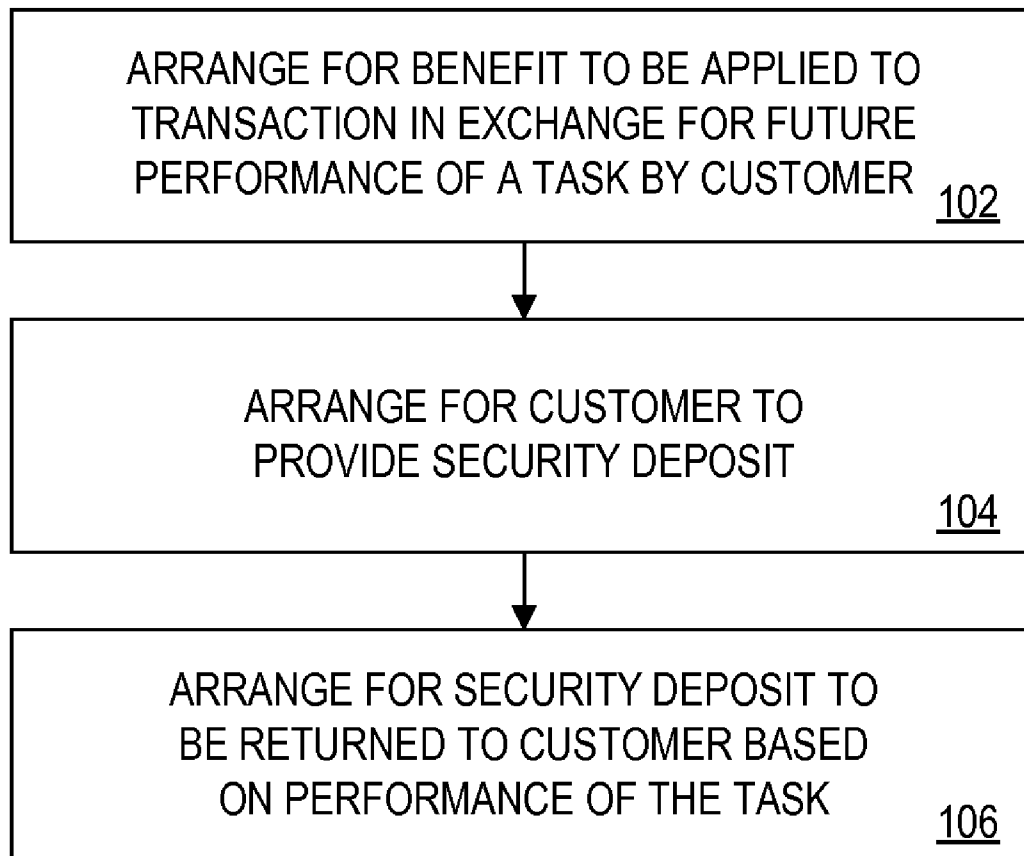 ARRANGE FOR BENEFIT TO BE APPLIED TO
TRANSACTION IN EXCHANGE FOR FUTURE
PERFORMANCE OF A TASK BY CUSTOMER
102
ARRANGE FOR CUSTOMER TO
PROVIDE SECURITY DEPOSIT
104
ARRANGE FOR SECURITY DEPOSIT TO
BE RETURNED TO CUSTOMER BASED
ON PERFORMANCE OF THE TASK
106